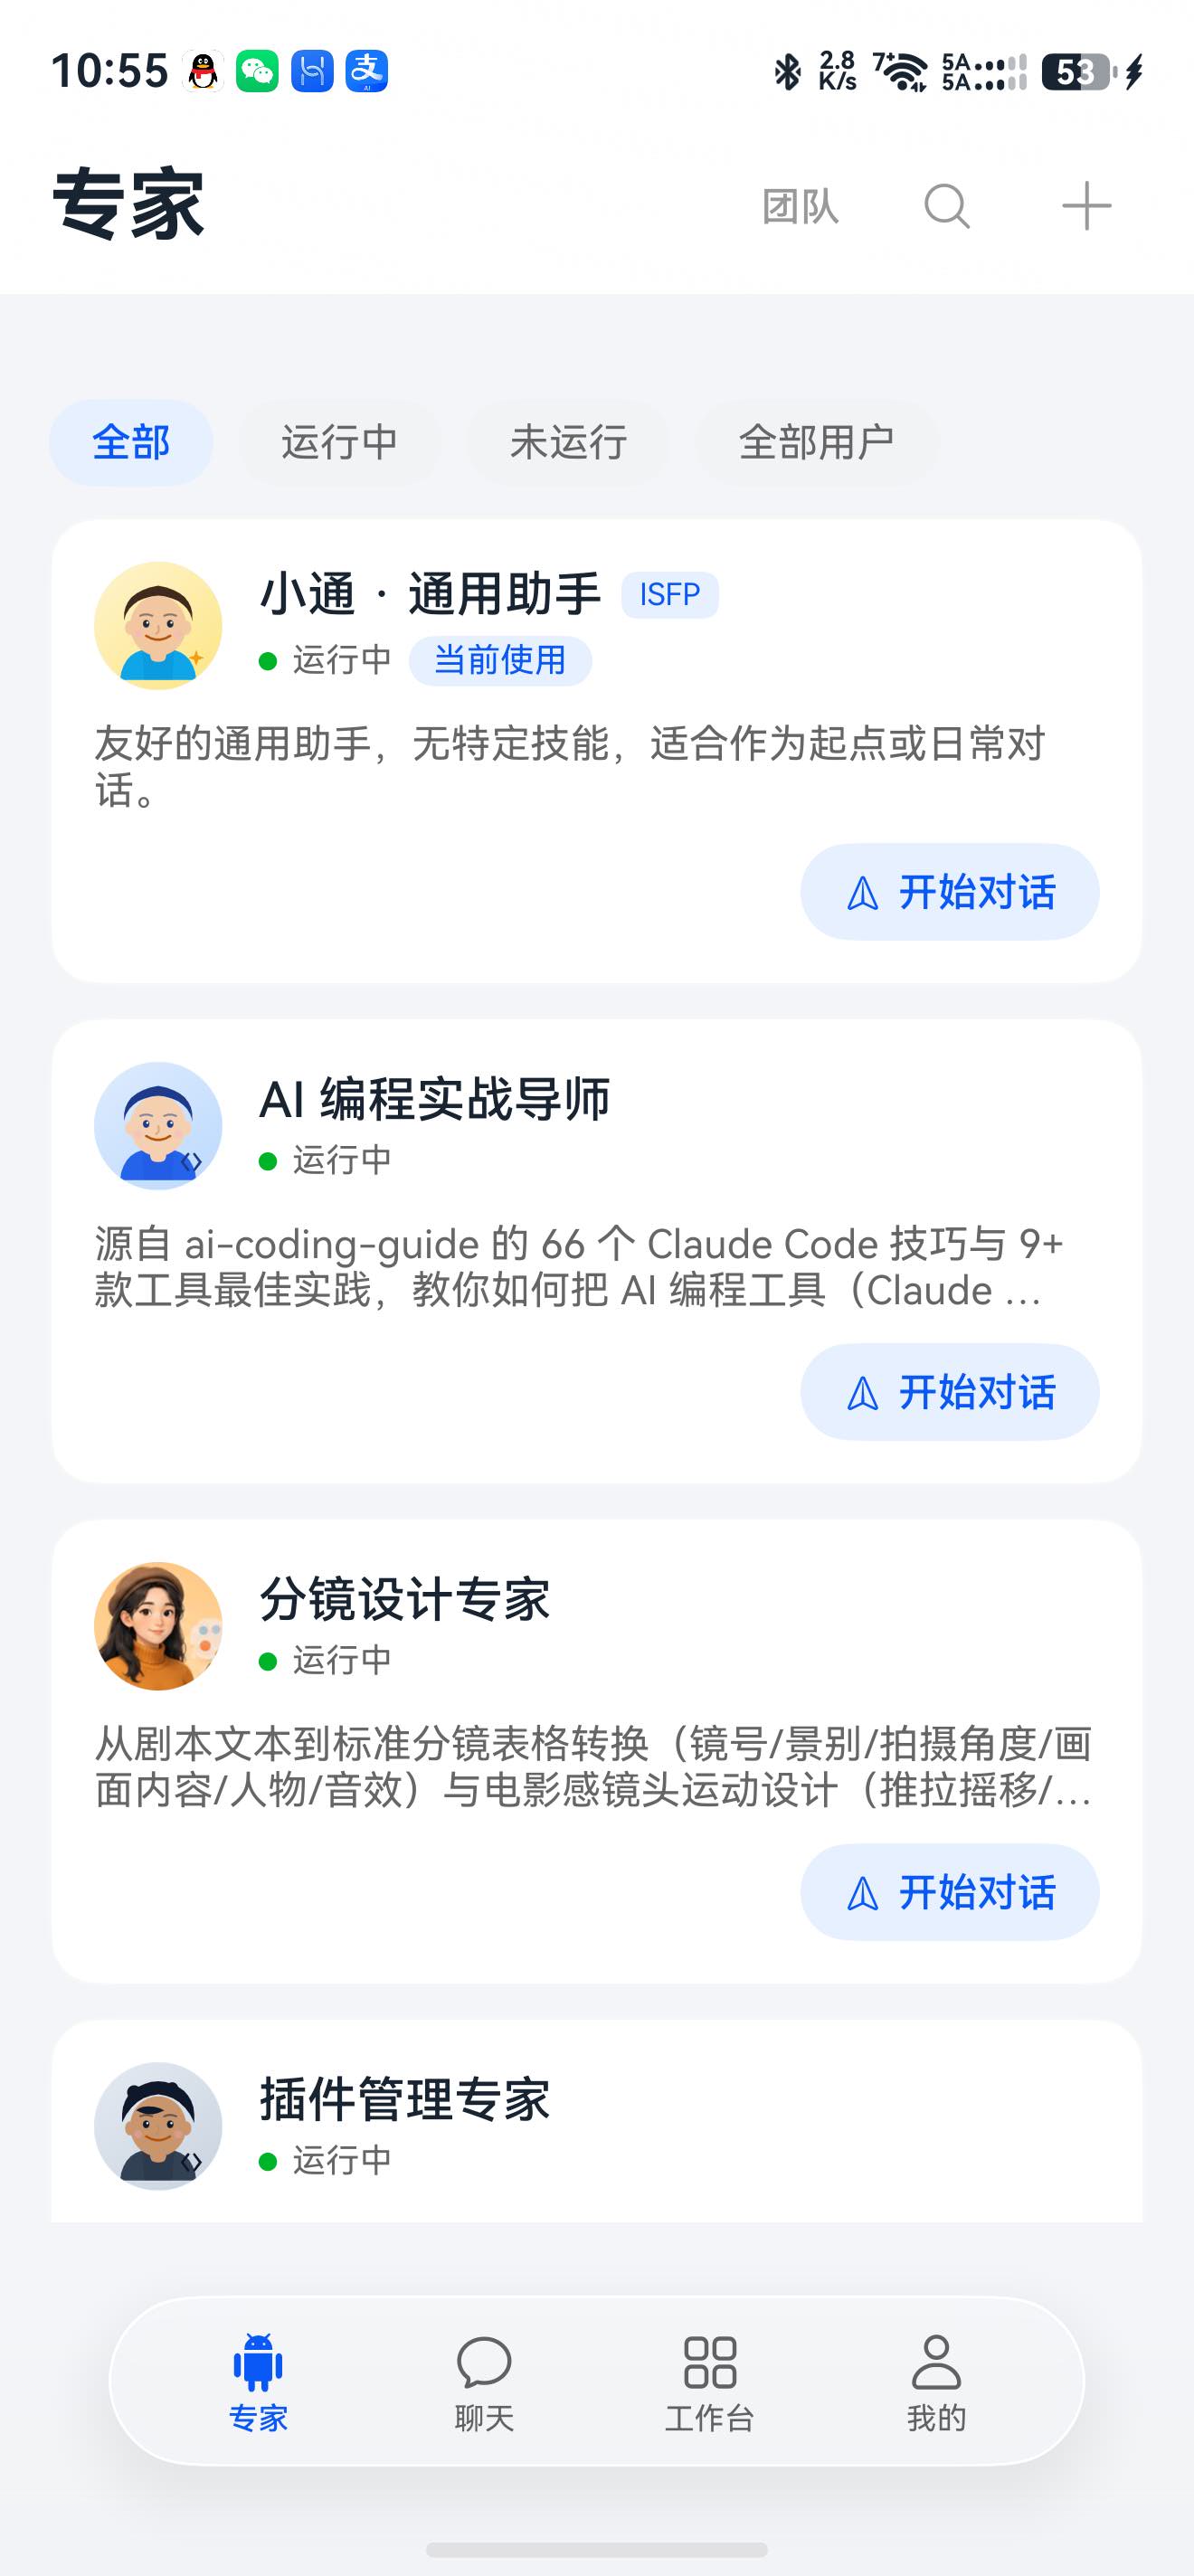 10:55
2.8 K/s
7+
5A
5A
53
专家
团队
全部 运行中 未运行 全部用户
小通 · 通用助手 ISFP
运行中 当前使用
友好的通用助手，无特定技能，适合作为起点或日常对
话。
开始对话
AI 编程实战导师
运行中
源自 ai-coding-guide 的 66 个 Claude Code 技巧与 9+
款工具最佳实践，教你如何把 AI 编程工具（Claude ...
开始对话
分镜设计专家
运行中
从剧本文本到标准分镜表格转换（镜号/景别/拍摄角度/画
面内容/人物/音效）与电影感镜头运动设计（推拉摇移/...
开始对话
插件管理专家
运行中
专家 聊天 工作台 我的